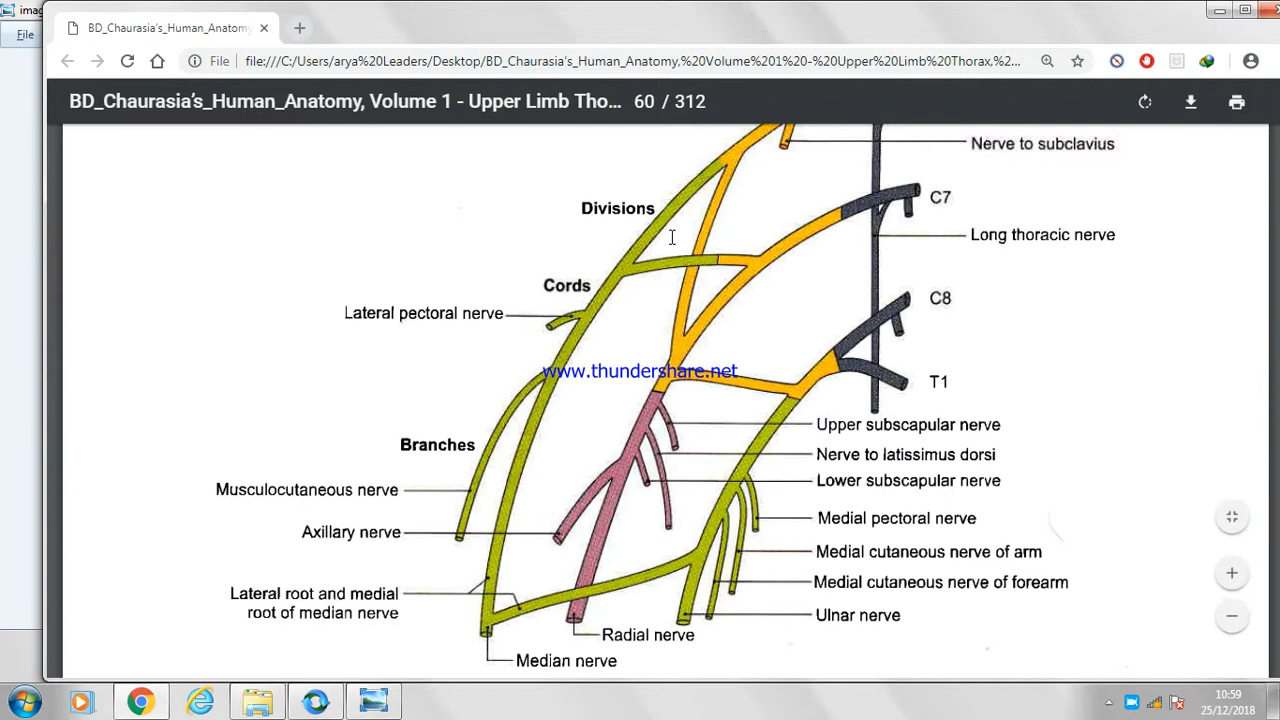 imag
File
BD_Chaurasia's_Human_Anatomy
File
file:///C:/Users/arya%20Leaders/Desktop/BD_Chaurasia's_Human_Anatomy,%20Volume%201%20-%20Upper%20Limb%20Thorax,%2...
BD_Chaurasia's_Human_Anatomy, Volume 1 - Upper Limb Tho... 60 / 312
Nerve to subclavius
C7
Divisions
Long thoracic nerve
Cords
C8
Lateral pectoral nerve
www.thundershare.net
T1
Upper subscapular nerve
Branches
Nerve to latissimus dorsi
Lower subscapular nerve
Musculocutaneous nerve
Medial pectoral nerve
Axillary nerve
Medial cutaneous nerve of arm
Medial cutaneous nerve of forearm
Lateral root and medial
root of median nerve
Ulnar nerve
Radial nerve
Median nerve
10:59
25/12/2018